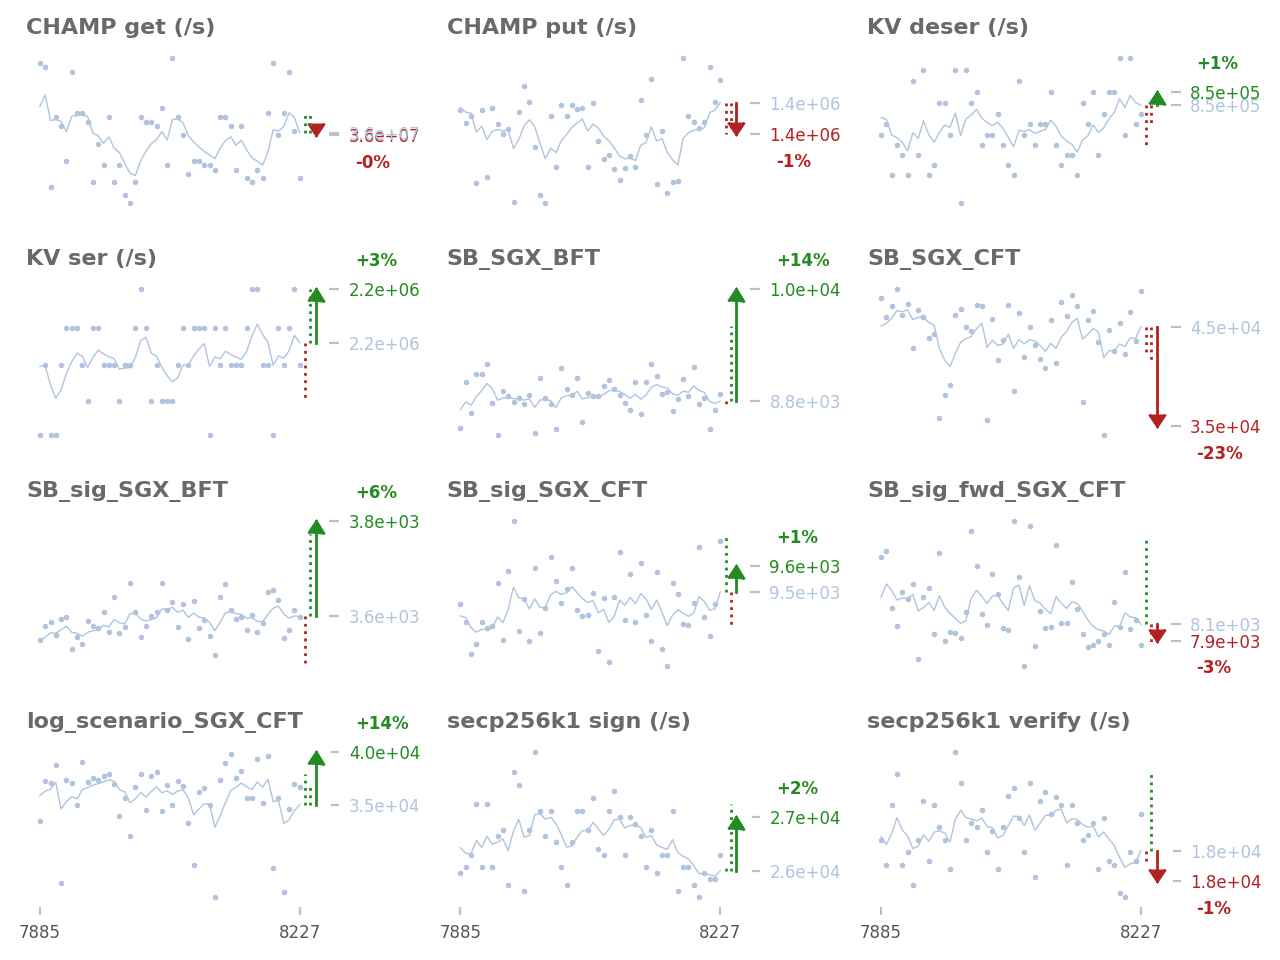 CHAMP get (/s)
CHAMP put (/s)
KV deser (/s)
+1%
8.5e+05
8.5e+05
1.4e+06
1.4e+06
-1%
3.6e+07
-0%
KV ser (/s)
+3%
2.2e+06
2.2e+06
SB_SGX_BFT
+14%
1.0e+04
8.8e+03
SB_SGX_CFT
4.5e+04
3.5e+04
-23%
SB_sig_SGX_BFT
+6%
3.8e+03
3.6e+03
SB_sig_SGX_CFT
+1%
9.6e+03
9.5e+03
SB_sig_fwd_SGX_CFT
8.1e+03
7.9e+03
-3%
log_scenario_SGX_CFT
+14%
4.0e+04
3.5e+04
secp256k1 sign (/s)
+2%
2.7e+04
2.6e+04
secp256k1 verify (/s)
1.8e+04
1.8e+04
-1%
7885
8227
7885
8227
7885
8227